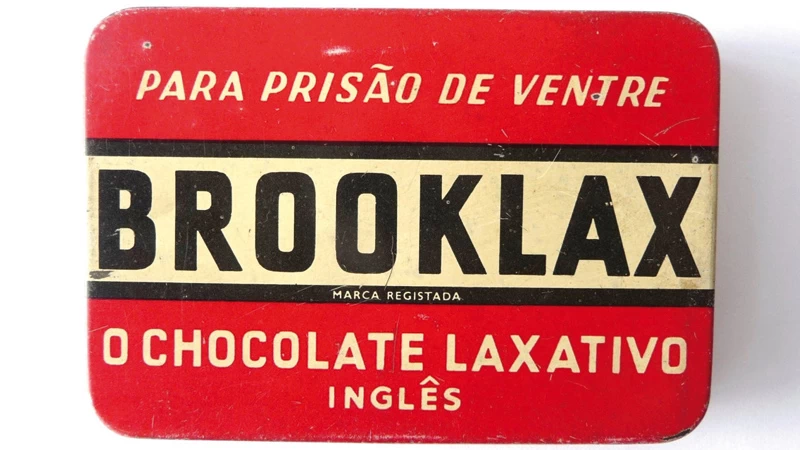 PARA PRISÃO DE VENTRE
BROOKLAX
MARCA REGISTADA
O CHOCOLATE LAXATIVO
INGLÊS